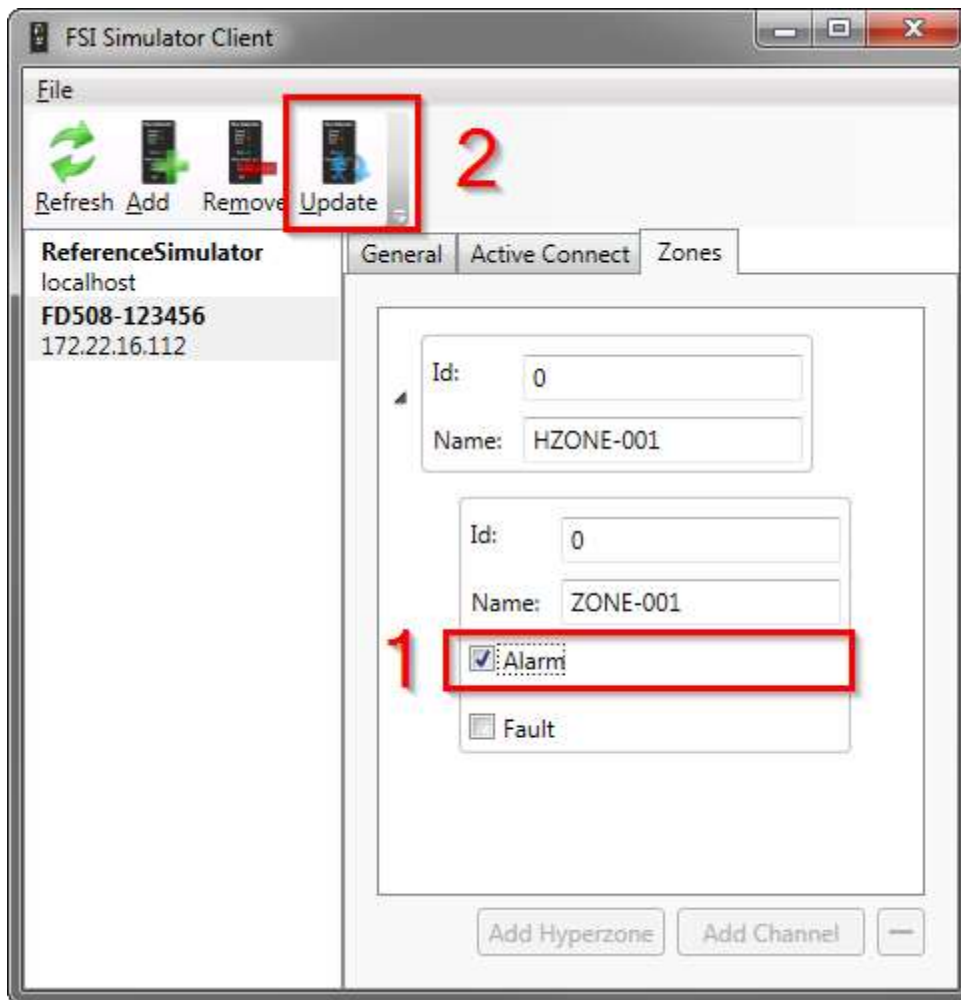 FSI Simulator Client
File
Refresh Add Remove Update
2
ReferenceSimulator
localhost
FD508-123456
172.22.16.112
General Active Connect Zones
Id: 0
Name: HZONE-001
Id: 0
Name: ZONE-001
1
Alarm
Fault
Add Hyperzone Add Channel